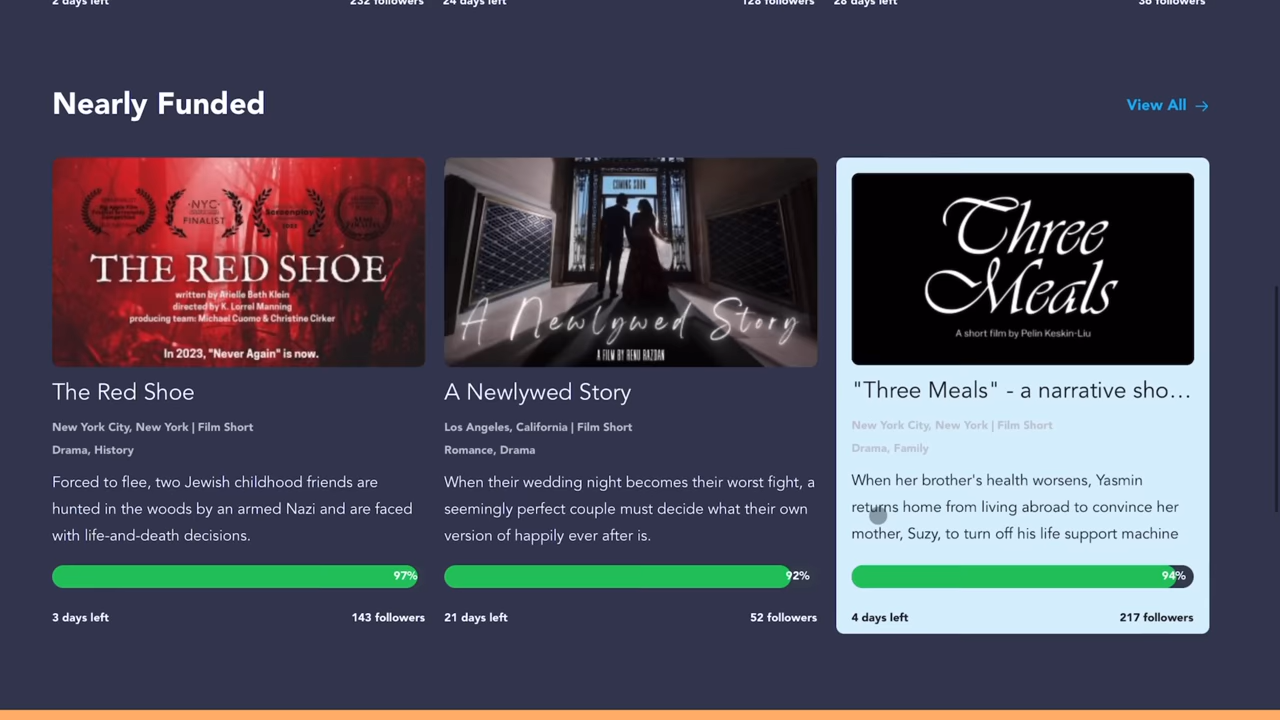 2 days left 232 followers 24 days left 128 followers 28 days left 36 followers
Nearly Funded
View All →
·NYC·
FINALIST
Screenplay
THE RED SHOE
written by Arielle Beth Klein
directed by K. Lorrel Manning
producing team: Michael Cuomo & Christine Cirker
In 2023, "Never Again" is now.
The Red Shoe
New York City, New York | Film Short
Drama, History
Forced to flee, two Jewish childhood friends are
hunted in the woods by an armed Nazi and are faced
with life-and-death decisions.
97%
3 days left 143 followers
COMING SOON
A Newlywed Story
A FILM BY RENU RAZDAN
A Newlywed Story
Los Angeles, California | Film Short
Romance, Drama
When their wedding night becomes their worst fight, a
seemingly perfect couple must decide what their own
version of happily ever after is.
92%
21 days left 52 followers
Three
Meals
A short film by Pelin Keskin-Liu
"Three Meals" - a narrative sho...
New York City, New York | Film Short
Drama, Family
When her brother's health worsens, Yasmin
returns home from living abroad to convince her
mother, Suzy, to turn off his life support machine
94%
4 days left 217 followers